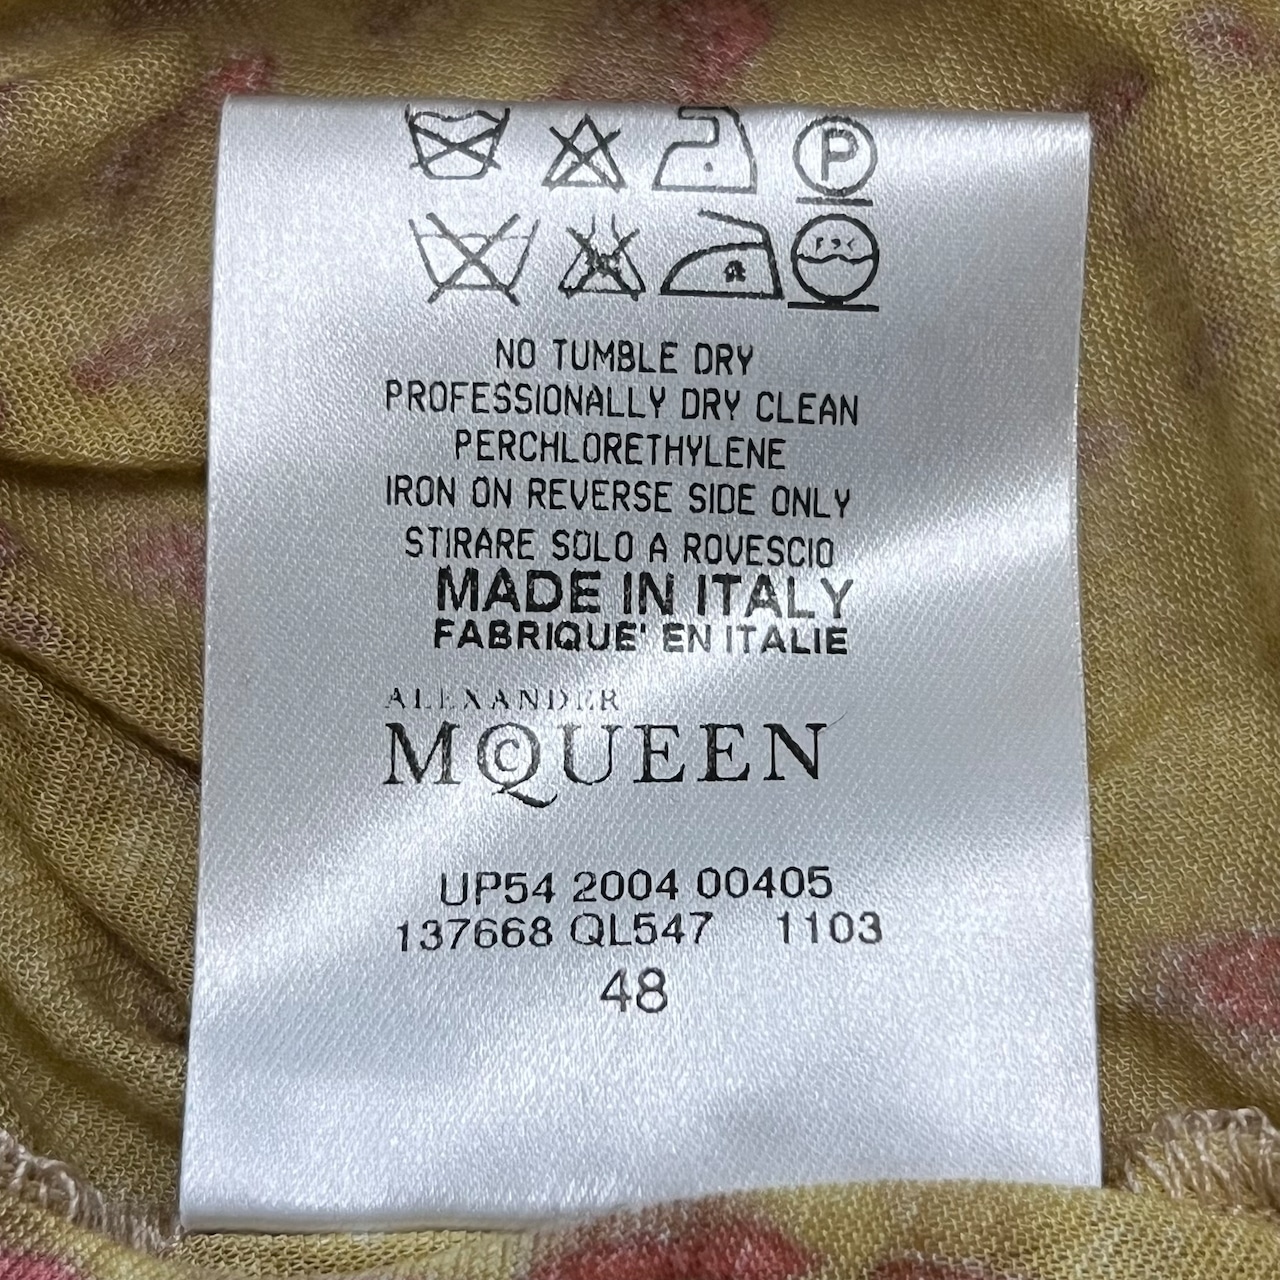 P
NO TUMBLE DRY
PROFESSIONALLY DRY CLEAN
PERCHLORETHYLENE
IRON ON REVERSE SIDE ONLY
STIRARE SOLO A ROVESCIO
MADE IN ITALY
FABRIQUE' EN ITALIE
ALEXANDER
MCQUEEN
UP54 2004 00405
137668 QL547 1103
48